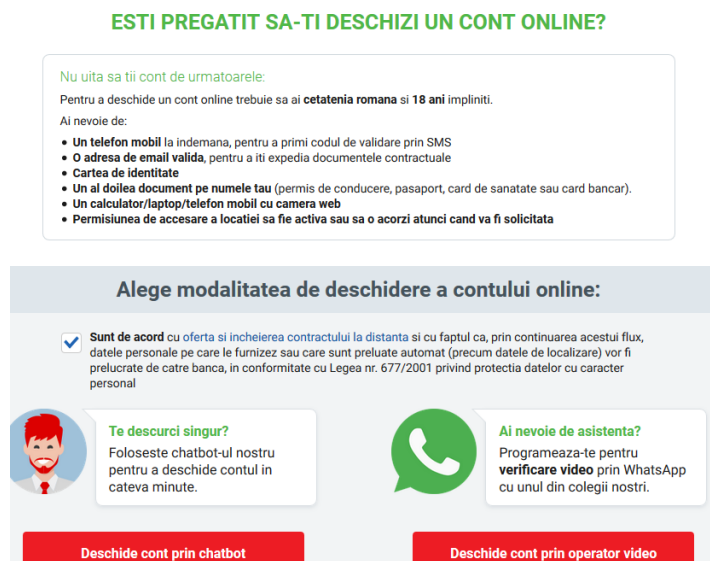 ESTI PREGATIT SA-TI DESCHIZI UN CONT ONLINE?
Nu uita sa tii cont de urmatoarele:
Pentru a deschide un cont online trebuie sa ai cetatenia romana si 18 ani impliniti.
Ai nevoie de:
• Un telefon mobil la indemana, pentru a primi codul de validare prin SMS
• O adresa de email valida, pentru a iti expedia documentele contractuale
• Cartea de identitate
• Un al doilea document pe numele tau (permis de conducere, pasaport, card de sanatate sau card bancar).
• Un calculator/laptop/telefon mobil cu camera web
• Permisiunea de accesare a locatiei sa fie activa sau sa o acorzi atunci cand va fi solicitata
Alege modalitatea de deschidere a contului online:
Sunt de acord cu oferta si incheierea contractului la distanta si cu faptul ca, prin continuarea acestui flux,
datele personale pe care le furnizez sau care sunt preluate automat (precum datele de localizare) vor fi
prelucrate de catre banca, in conformitate cu Legea nr. 677/2001 privind protectia datelor cu caracter
personal
Te descurci singur?
Foloseste chatbot-ul nostru
pentru a deschide contul in
cateva minute.
Deschide cont prin chatbot
Ai nevoie de asistenta?
Programeaza-te pentru
verificare video prin WhatsApp
cu unul din colegii nostri.
Deschide cont prin operator video